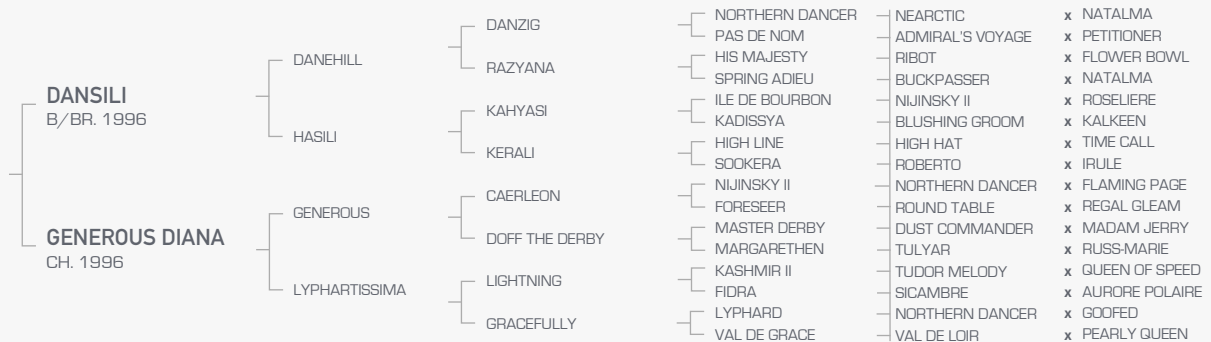 DANSILI
B/BR. 1996
GENEROUS DIANA
CH. 1996
DANEHILL
HASILI
GENEROUS
LYPHARTISSIMA
DANZIG
RAZYANA
KAHYASI
KERALI
CAERLEON
DOFF THE DERBY
LIGHTNING
GRACEFULLY
NORTHERN DANCER
PAS DE NOM
HIS MAJESTY
SPRING ADIEU
ILE DE BOURBON
KADISSYA
HIGH LINE
SOOKERA
NIJINSKY II
FORESEER
MASTER DERBY
MARGARETHEN
KASHMIR II
FIDRA
LYPHARD
VAL DE GRACE
NEARCTIC x NATALMA
ADMIRAL'S VOYAGE x PETITIONER
RIBOT x FLOWER BOWL
BUCKPASSER x NATALMA
NIJINSKY II x ROSELIERE
BLUSHING GROOM x KALKEEN
HIGH HAT x TIME CALL
ROBERTO x IRULE
NORTHERN DANCER x FLAMING PAGE
ROUND TABLE x REGAL GLEAM
DUST COMMANDER x MADAM JERRY
TULYAR x RUSS-MARIE
TUDOR MELODY x QUEEN OF SPEED
SICAMBRE x AURORE POLAIRE
NORTHERN DANCER x GOOFED
VAL DE LOIR x PEARLY QUEEN